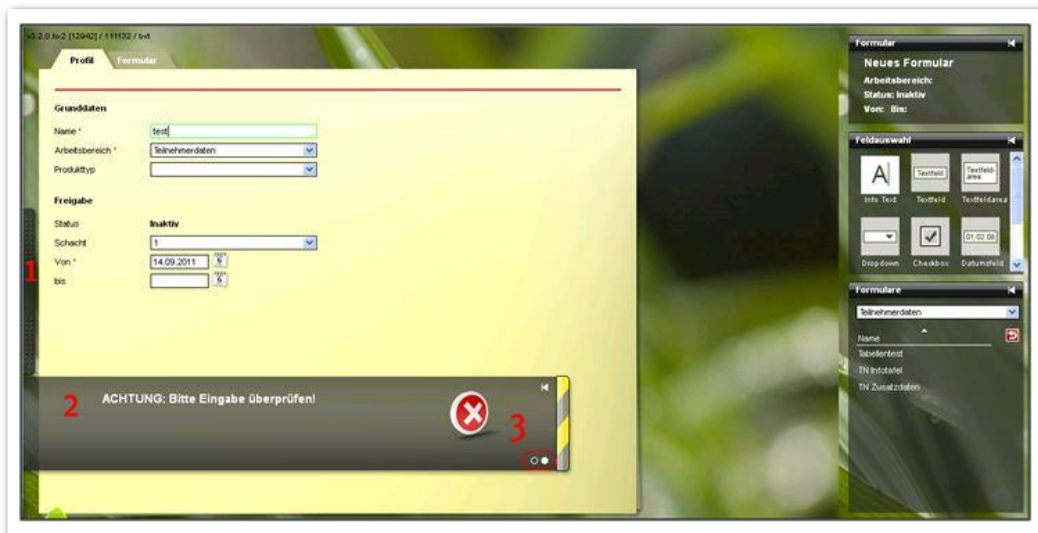 v5.2.0.to-2 [12942] / 111132 / bvt
Profil Formular
Grunddaten
Name * test
Arbeitsbereich * Teilnehmerdaten
Produkttyp
Freigabe
Status Inaktiv
Schacht 1
Von * 14.09.2011
bis
1
2 ACHTUNG: Bitte Eingabe überprüfen!
3
Formular
Neues Formular
Arbeitsbereich:
Status: Inaktiv
Von: Bis:
Feldauswahl
A Textfeld Textfeld-
area
Info Text Textfeld Textfeldarea
01.02.08
Dropdown Checkbox Datumsfeld
Formulare
Teilnehmerdaten
Name
Tabellentest
TN Infotafel
TN Zusatzdaten